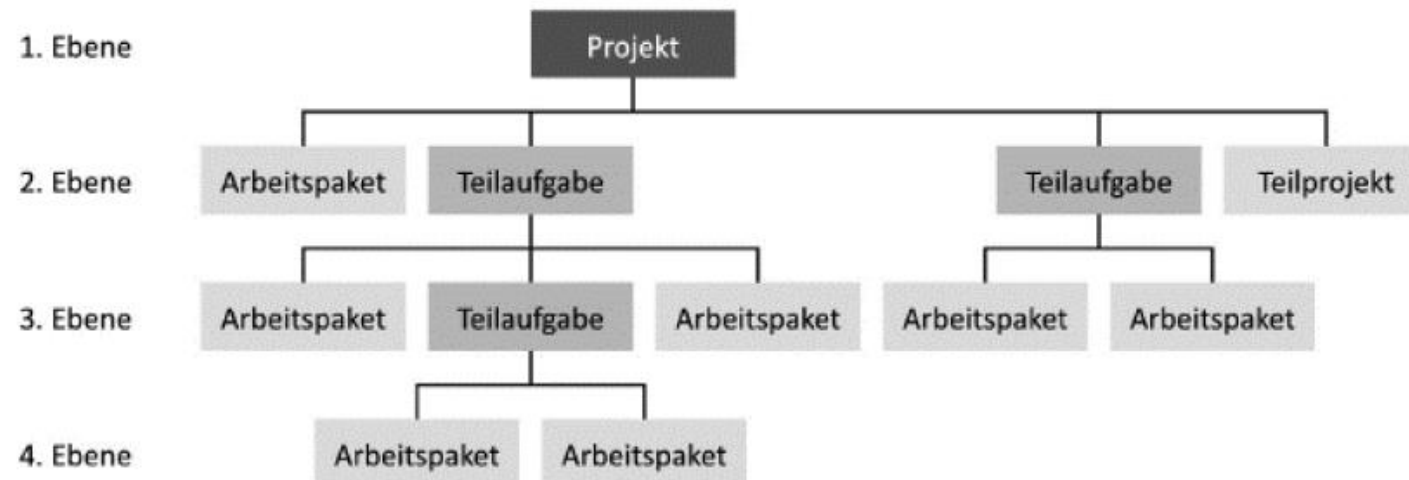 1. Ebene Projekt
2. Ebene Arbeitspaket Teilaufgabe Teilaufgabe Teilprojekt
3. Ebene Arbeitspaket Teilaufgabe Arbeitspaket Arbeitspaket Arbeitspaket
4. Ebene Arbeitspaket Arbeitspaket